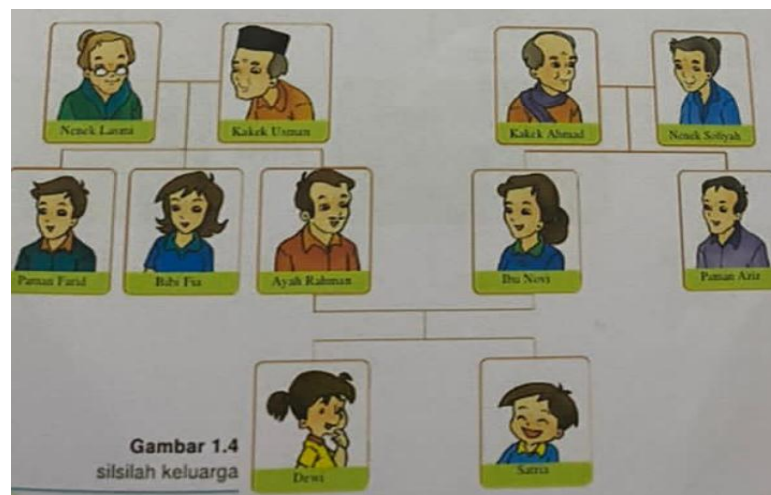 Nenek Lasmi
Kakek Usman
Kakek Ahmad
Nenek Sofiyah
Paman Farid
Bibi Fia
Ayah Rahman
Ibu Novi
Paman Aziz
Gambar 1.4
silsilah keluarga
Dewi
Satria